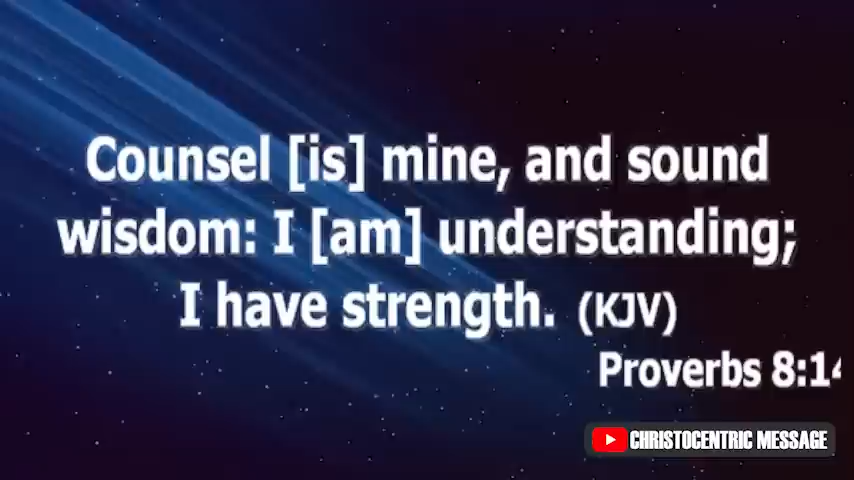 Counsel [is] mine, and sound
wisdom: I [am] understanding;
I have strength. (KJV)
Proverbs 8:14
CHRISTOCENTRIC MESSAGE